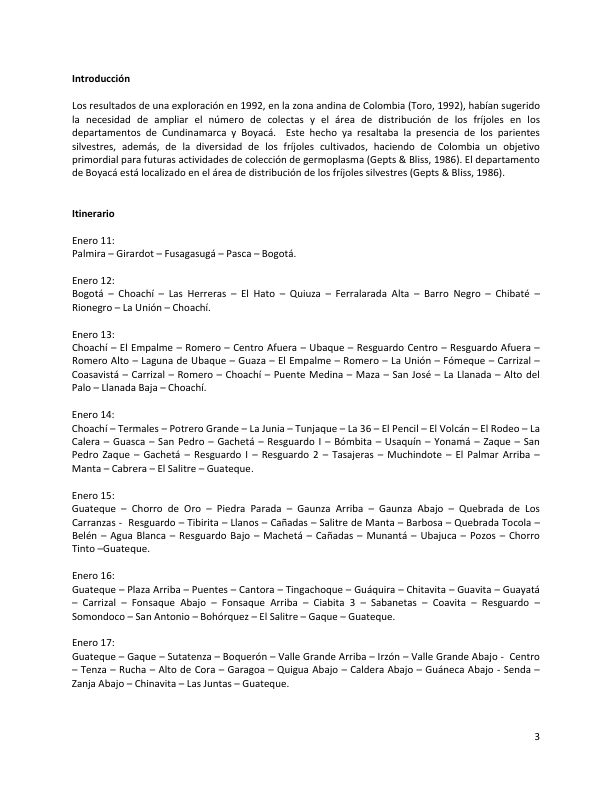 Introducción
Los resultados de una exploración en 1992, en la zona andina de Colombia (Toro, 1992), habían sugerido
la necesidad de ampliar el número de colectas y el área de distribución de los fríjoles en los
departamentos de Cundinamarca y Boyacá.  Este hecho ya resaltaba la presencia de los parientes
silvestres, además, de la diversidad de los fríjoles cultivados, haciendo de Colombia un objetivo
primordial para futuras actividades de colección de germoplasma (Gepts & Bliss, 1986). El departamento
de Boyacá está localizado en el área de distribución de los fríjoles silvestres (Gepts & Bliss, 1986).
Itinerario
Enero 11:
Palmira – Girardot – Fusagasugá – Pasca – Bogotá.
Enero 12:
Bogotá – Choachí – Las Herreras – El Hato – Quiuza – Ferralarada Alta – Barro Negro – Chibaté –
Rionegro – La Unión – Choachí.
Enero 13:
Choachí – El Empalme – Romero – Centro Afuera – Ubaque – Resguardo Centro – Resguardo Afuera –
Romero Alto – Laguna de Ubaque – Guaza – El Empalme – Romero – La Unión – Fómeque – Carrizal –
Coasavistá – Carrizal – Romero – Choachí – Puente Medina – Maza – San José – La Llanada – Alto del
Palo – Llanada Baja – Choachí.
Enero 14:
Choachí – Termales – Potrero Grande – La Junia – Tunjaque – La 36 – El Pencil – El Volcán – El Rodeo – La
Calera – Guasca – San Pedro – Gachetá – Resguardo I – Bómbita – Usaquín – Yonamá – Zaque – San
Pedro Zaque – Gachetá – Resguardo I – Resguardo 2 – Tasajeras – Muchindote – El Palmar Arriba –
Manta – Cabrera – El Salitre – Guateque.
Enero 15:
Guateque – Chorro de Oro – Piedra Parada – Gaunza Arriba – Gaunza Abajo – Quebrada de Los
Carranzas -  Resguardo – Tibirita – Llanos – Cañadas – Salitre de Manta – Barbosa – Quebrada Tocola –
Belén – Agua Blanca – Resguardo Bajo – Machetá – Cañadas – Munantá – Ubajuca – Pozos – Chorro
Tinto –Guateque.
Enero 16:
Guateque – Plaza Arriba – Puentes – Cantora – Tingachoque – Guáquira – Chitavita – Guavita – Guayatá
– Carrizal – Fonsaque Abajo – Fonsaque Arriba – Ciabita 3 – Sabanetas – Coavita – Resguardo –
Somondoco – San Antonio – Bohórquez – El Salitre – Gaque – Guateque.
Enero 17:
Guateque – Gaque – Sutatenza – Boquerón – Valle Grande Arriba – Irzón – Valle Grande Abajo -  Centro
– Tenza – Rucha – Alto de Cora – Garagoa – Quigua Abajo – Caldera Abajo – Guáneca Abajo - Senda –
Zanja Abajo – Chinavita – Las Juntas – Guateque.
3